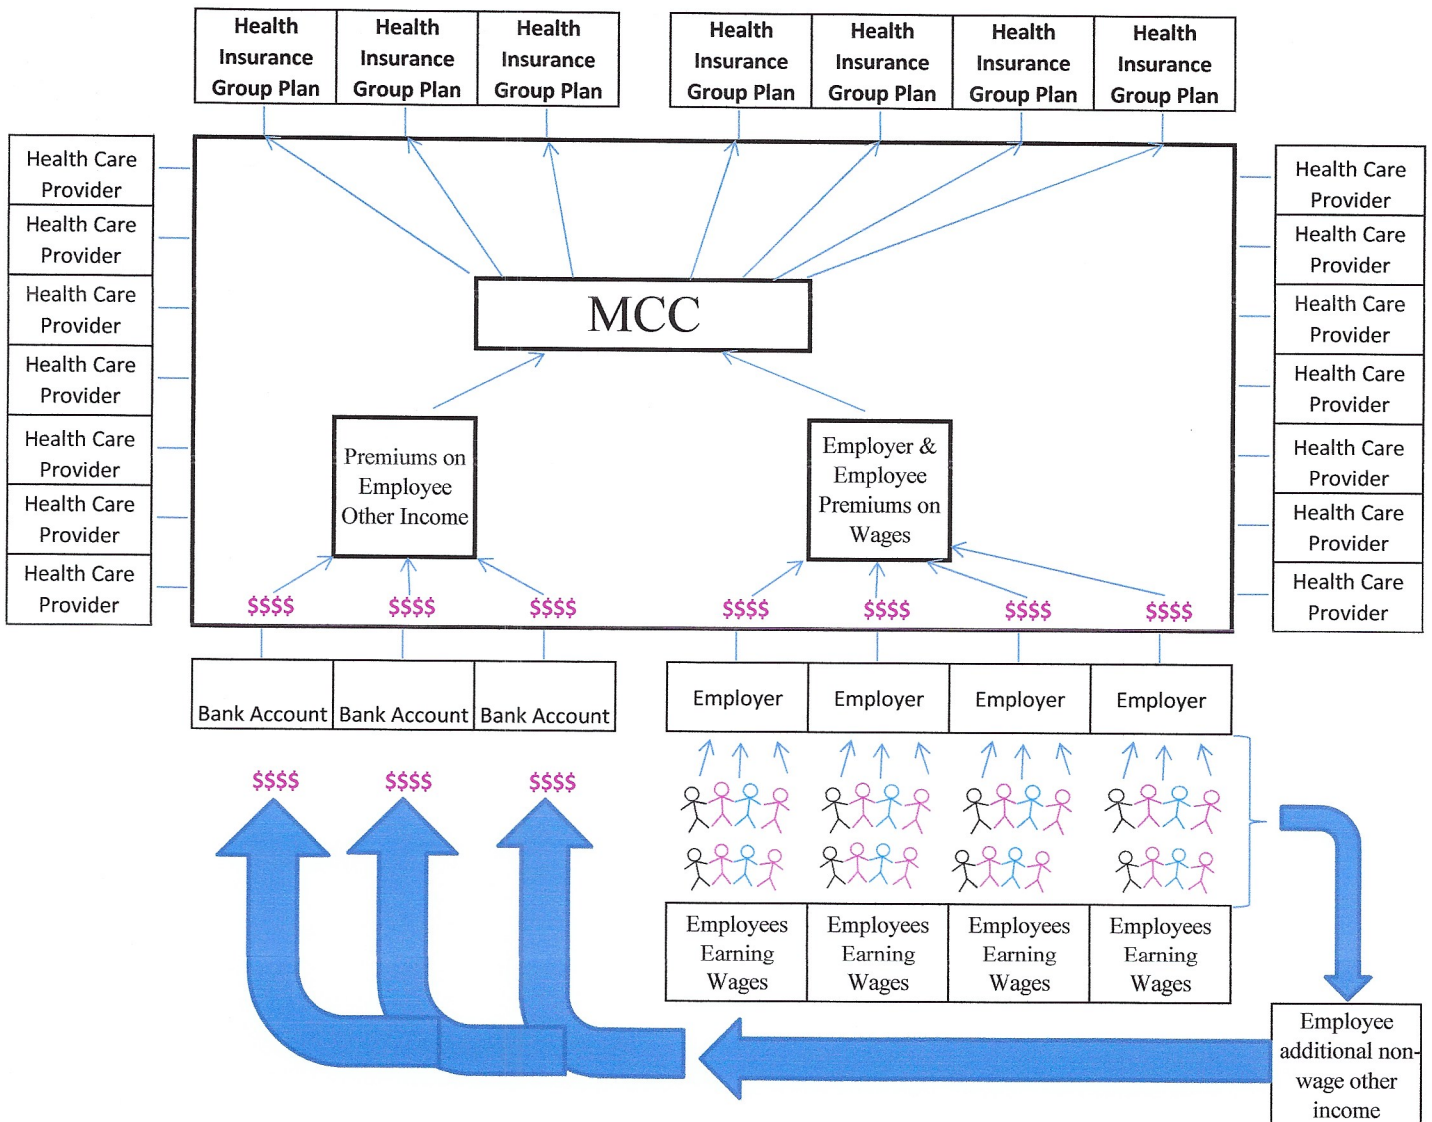 Health
Insurance
Group Plan
Health
Insurance
Group Plan
Health
Insurance
Group Plan
Health
Insurance
Group Plan
Health
Insurance
Group Plan
Health
Insurance
Group Plan
Health
Insurance
Group Plan
Health Care
Provider
Health Care
Provider
Health Care
Provider
Health Care
Provider
Health Care
Provider
Health Care
Provider
Health Care
Provider
MCC
Premiums on
Employee
Other Income
Employer &
Employee
Premiums on
Wages
$$$$
$$$$
$$$$
$$$$
$$$$
$$$$
$$$$
Health Care
Provider
Health Care
Provider
Health Care
Provider
Health Care
Provider
Health Care
Provider
Health Care
Provider
Health Care
Provider
Bank Account
Bank Account
Bank Account
Employer
Employer
Employer
Employer
$$$$
$$$$
$$$$
Employees
Earning
Wages
Employees
Earning
Wages
Employees
Earning
Wages
Employees
Earning
Wages
Employee
additional non-
wage other
income